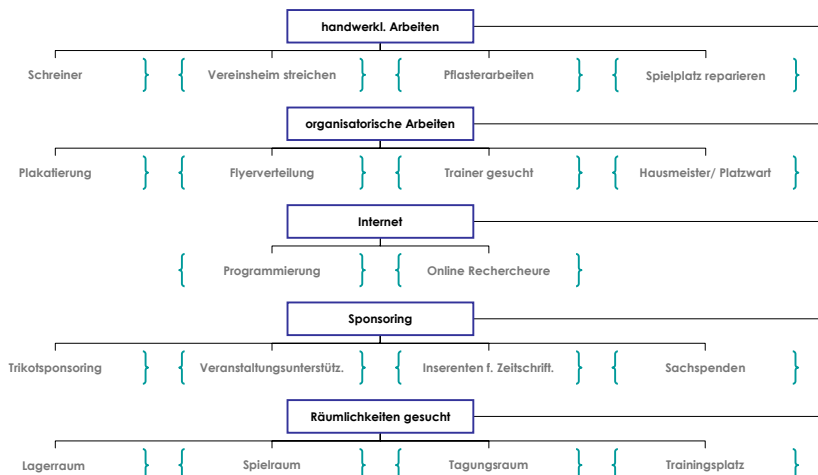 handwerkl. Arbeiten
Schreiner
Vereinsheim streichen
Pflasterarbeiten
Spielplatz reparieren
organisatorische Arbeiten
Plakatierung
Flyerverteilung
Trainer gesucht
Hausmeister/ Platzwart
Internet
Programmierung
Online Rechercheure
Sponsoring
Trikotsponsoring
Veranstaltungsunterstütz.
Inserenten f. Zeitschrift.
Sachspenden
Räumlichkeiten gesucht
Lagerraum
Spielraum
Tagungsraum
Trainingsplatz